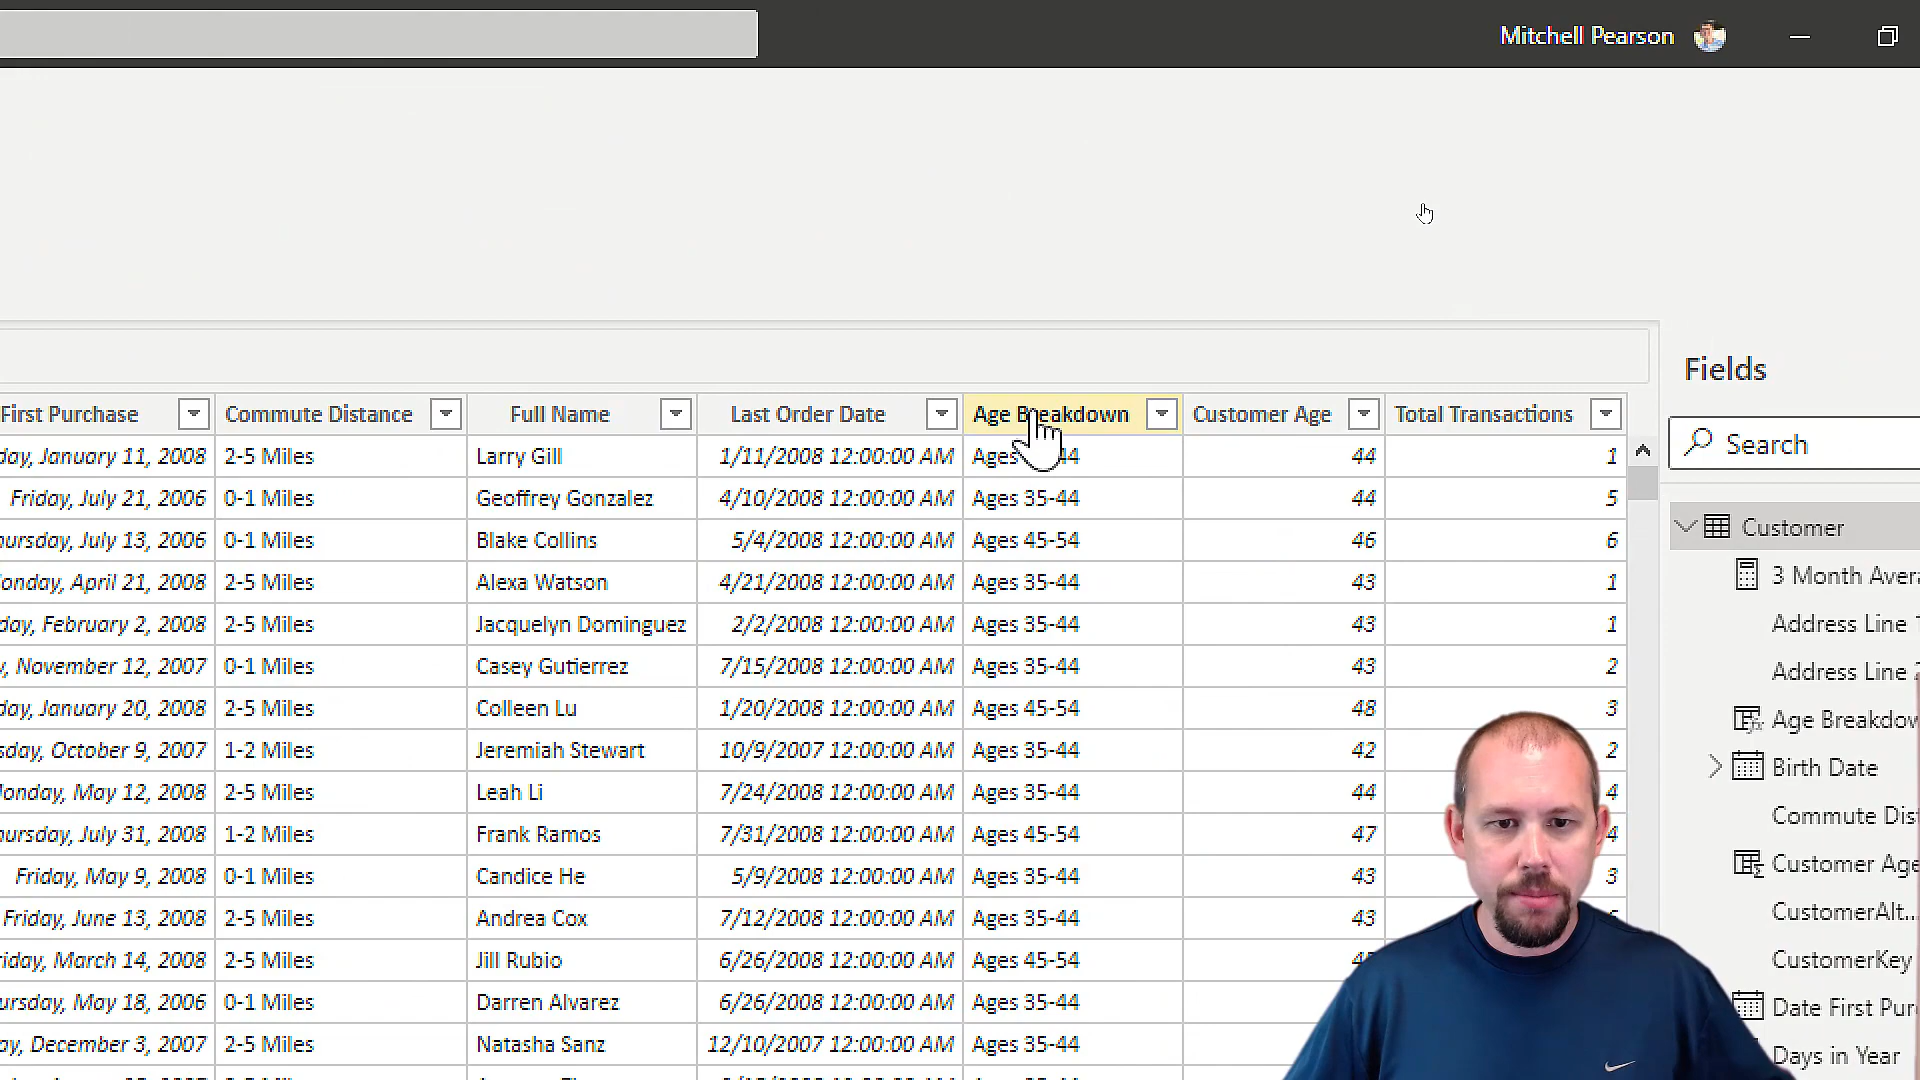 Mitchell Pearson
Fields
First Purchase Commute Distance Full Name Last Order Date Age Breakdown Customer Age Total Transactions
Search
day, January 11, 2008 2-5 Miles Larry Gill 1/11/2008 12:00:00 AM Ages 44 44 1
Friday, July 21, 2006 0-1 Miles Geoffrey Gonzalez 4/10/2008 12:00:00 AM Ages 35-44 44 5
Customer
ursday, July 13, 2006 0-1 Miles Blake Collins 5/4/2008 12:00:00 AM Ages 45-54 46 6
onday, April 21, 2008 2-5 Miles Alexa Watson 4/21/2008 12:00:00 AM Ages 35-44 43 1
3 Month Avera
day, February 2, 2008 2-5 Miles Jacquelyn Dominguez 2/2/2008 12:00:00 AM Ages 35-44 43 1
Address Line 1
y, November 12, 2007 0-1 Miles Casey Gutierrez 7/15/2008 12:00:00 AM Ages 35-44 43 2
Address Line 2
day, January 20, 2008 2-5 Miles Colleen Lu 1/20/2008 12:00:00 AM Ages 45-54 48 3
Age Breakdow
sday, October 9, 2007 1-2 Miles Jeremiah Stewart 10/9/2007 12:00:00 AM Ages 35-44 42 2
Birth Date
onday, May 12, 2008 2-5 Miles Leah Li 7/24/2008 12:00:00 AM Ages 35-44 44 4
Commute Dis
ursday, July 31, 2008 1-2 Miles Frank Ramos 7/31/2008 12:00:00 AM Ages 45-54 47 4
Customer Age
Friday, May 9, 2008 0-1 Miles Candice He 5/9/2008 12:00:00 AM Ages 35-44 43 3
Friday, June 13, 2008 2-5 Miles Andrea Cox 7/12/2008 12:00:00 AM Ages 35-44 43
CustomerAlt...
riday, March 14, 2008 2-5 Miles Jill Rubio 6/26/2008 12:00:00 AM Ages 45-54
CustomerKey
ursday, May 18, 2006 0-1 Miles Darren Alvarez 6/26/2008 12:00:00 AM Ages 35-44
Date First Pur
ay, December 3, 2007 2-5 Miles Natasha Sanz 12/10/2007 12:00:00 AM Ages 35-44
Days in Year